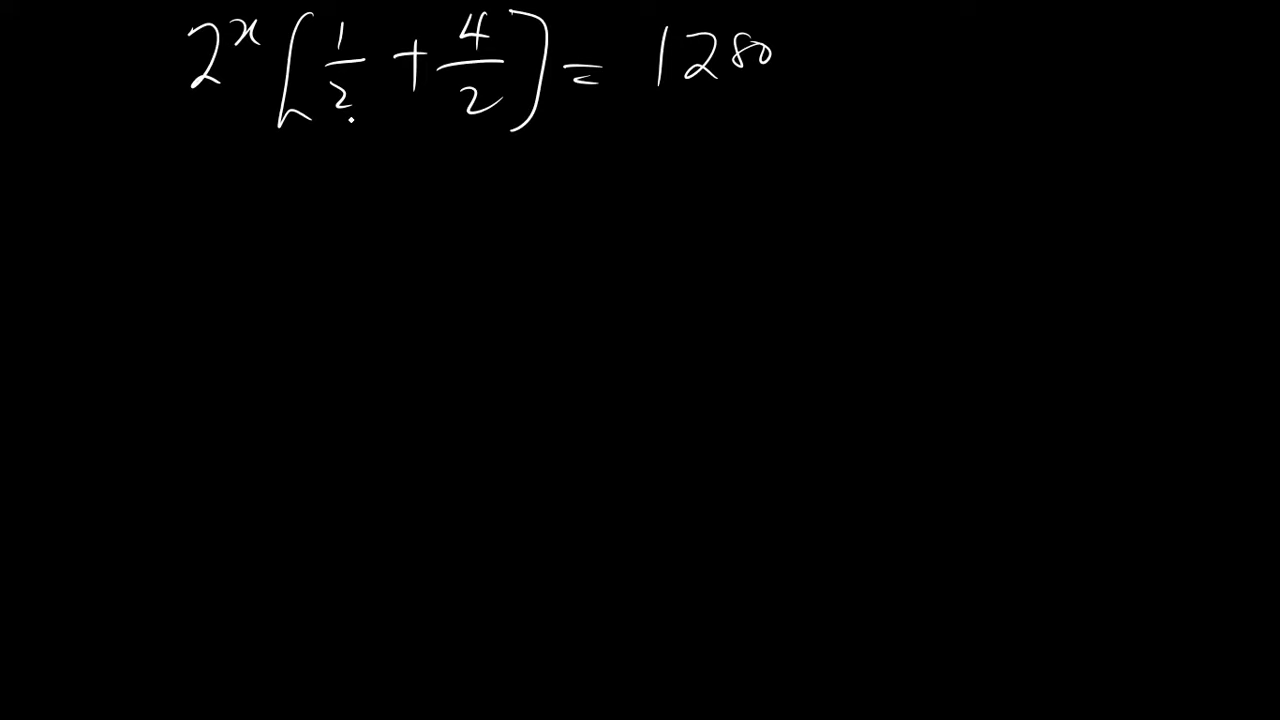 2^x [1/2 + 4/2] = 1280